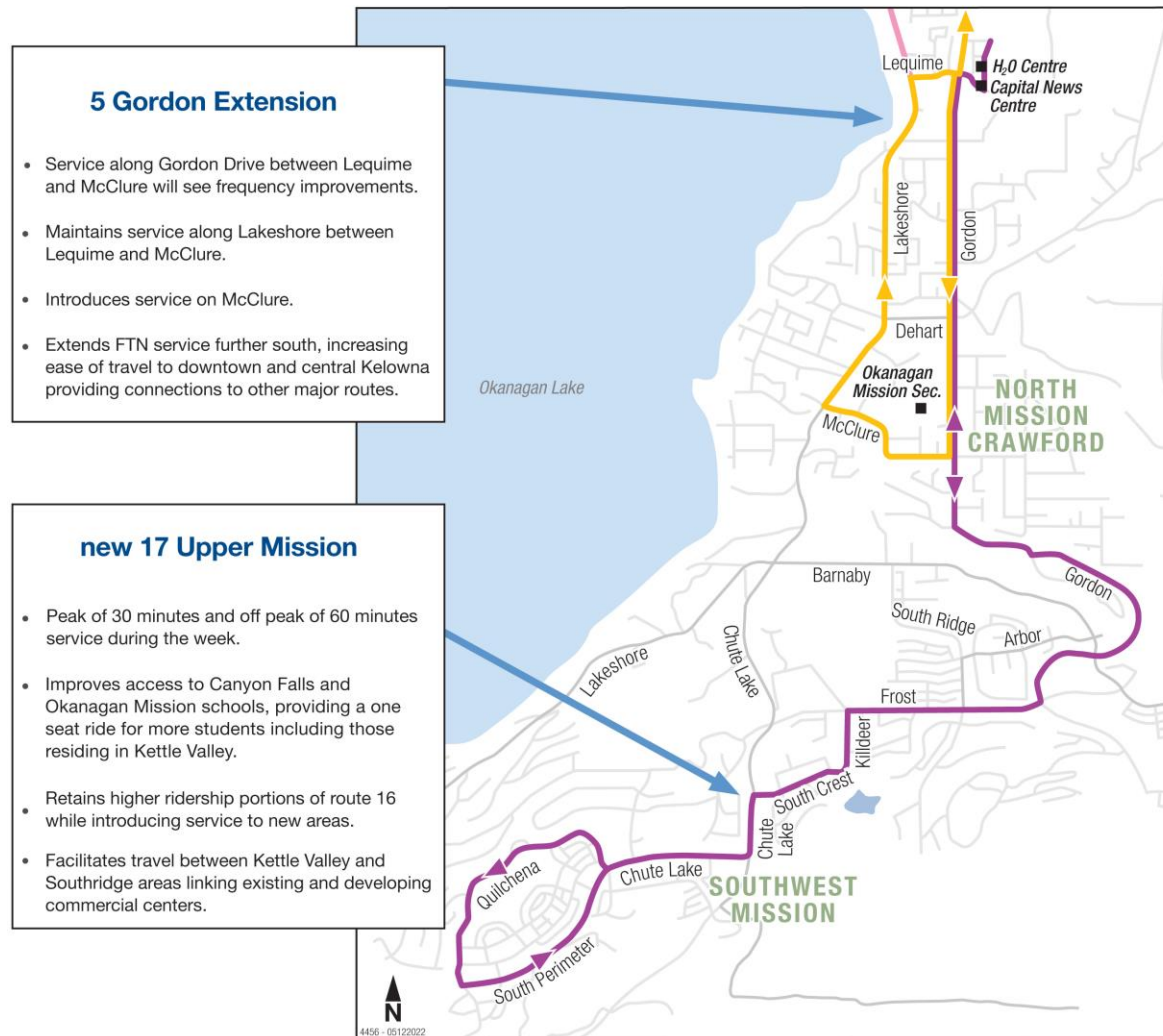 5 Gordon Extension
• Service along Gordon Drive between Lequime
and McClure will see frequency improvements.
• Maintains service along Lakeshore between
Lequime and McClure.
• Introduces service on McClure.
• Extends FTN service further south, increasing
ease of travel to downtown and central Kelowna
providing connections to other major routes.
new 17 Upper Mission
• Peak of 30 minutes and off peak of 60 minutes
service during the week.
• Improves access to Canyon Falls and
Okanagan Mission schools, providing a one
seat ride for more students including those
residing in Kettle Valley.
• Retains higher ridership portions of route 16
while introducing service to new areas.
• Facilitates travel between Kettle Valley and
Southridge areas linking existing and developing
commercial centers.
Lequime
H₂O Centre
Capital News
Centre
Lakeshore
Gordon
Dehart
Okanagan Lake
Okanagan
Mission Sec.
NORTH
MISSION
CRAWFORD
McClure
Barnaby
Gordon
South Ridge
Arbor
Lakeshore
Chute Lake
Frost
Killdeer
South Crest
Chute
Lake
Chute Lake
Quilchena
SOUTHWEST
MISSION
South Perimeter
N
4456 - 05122022